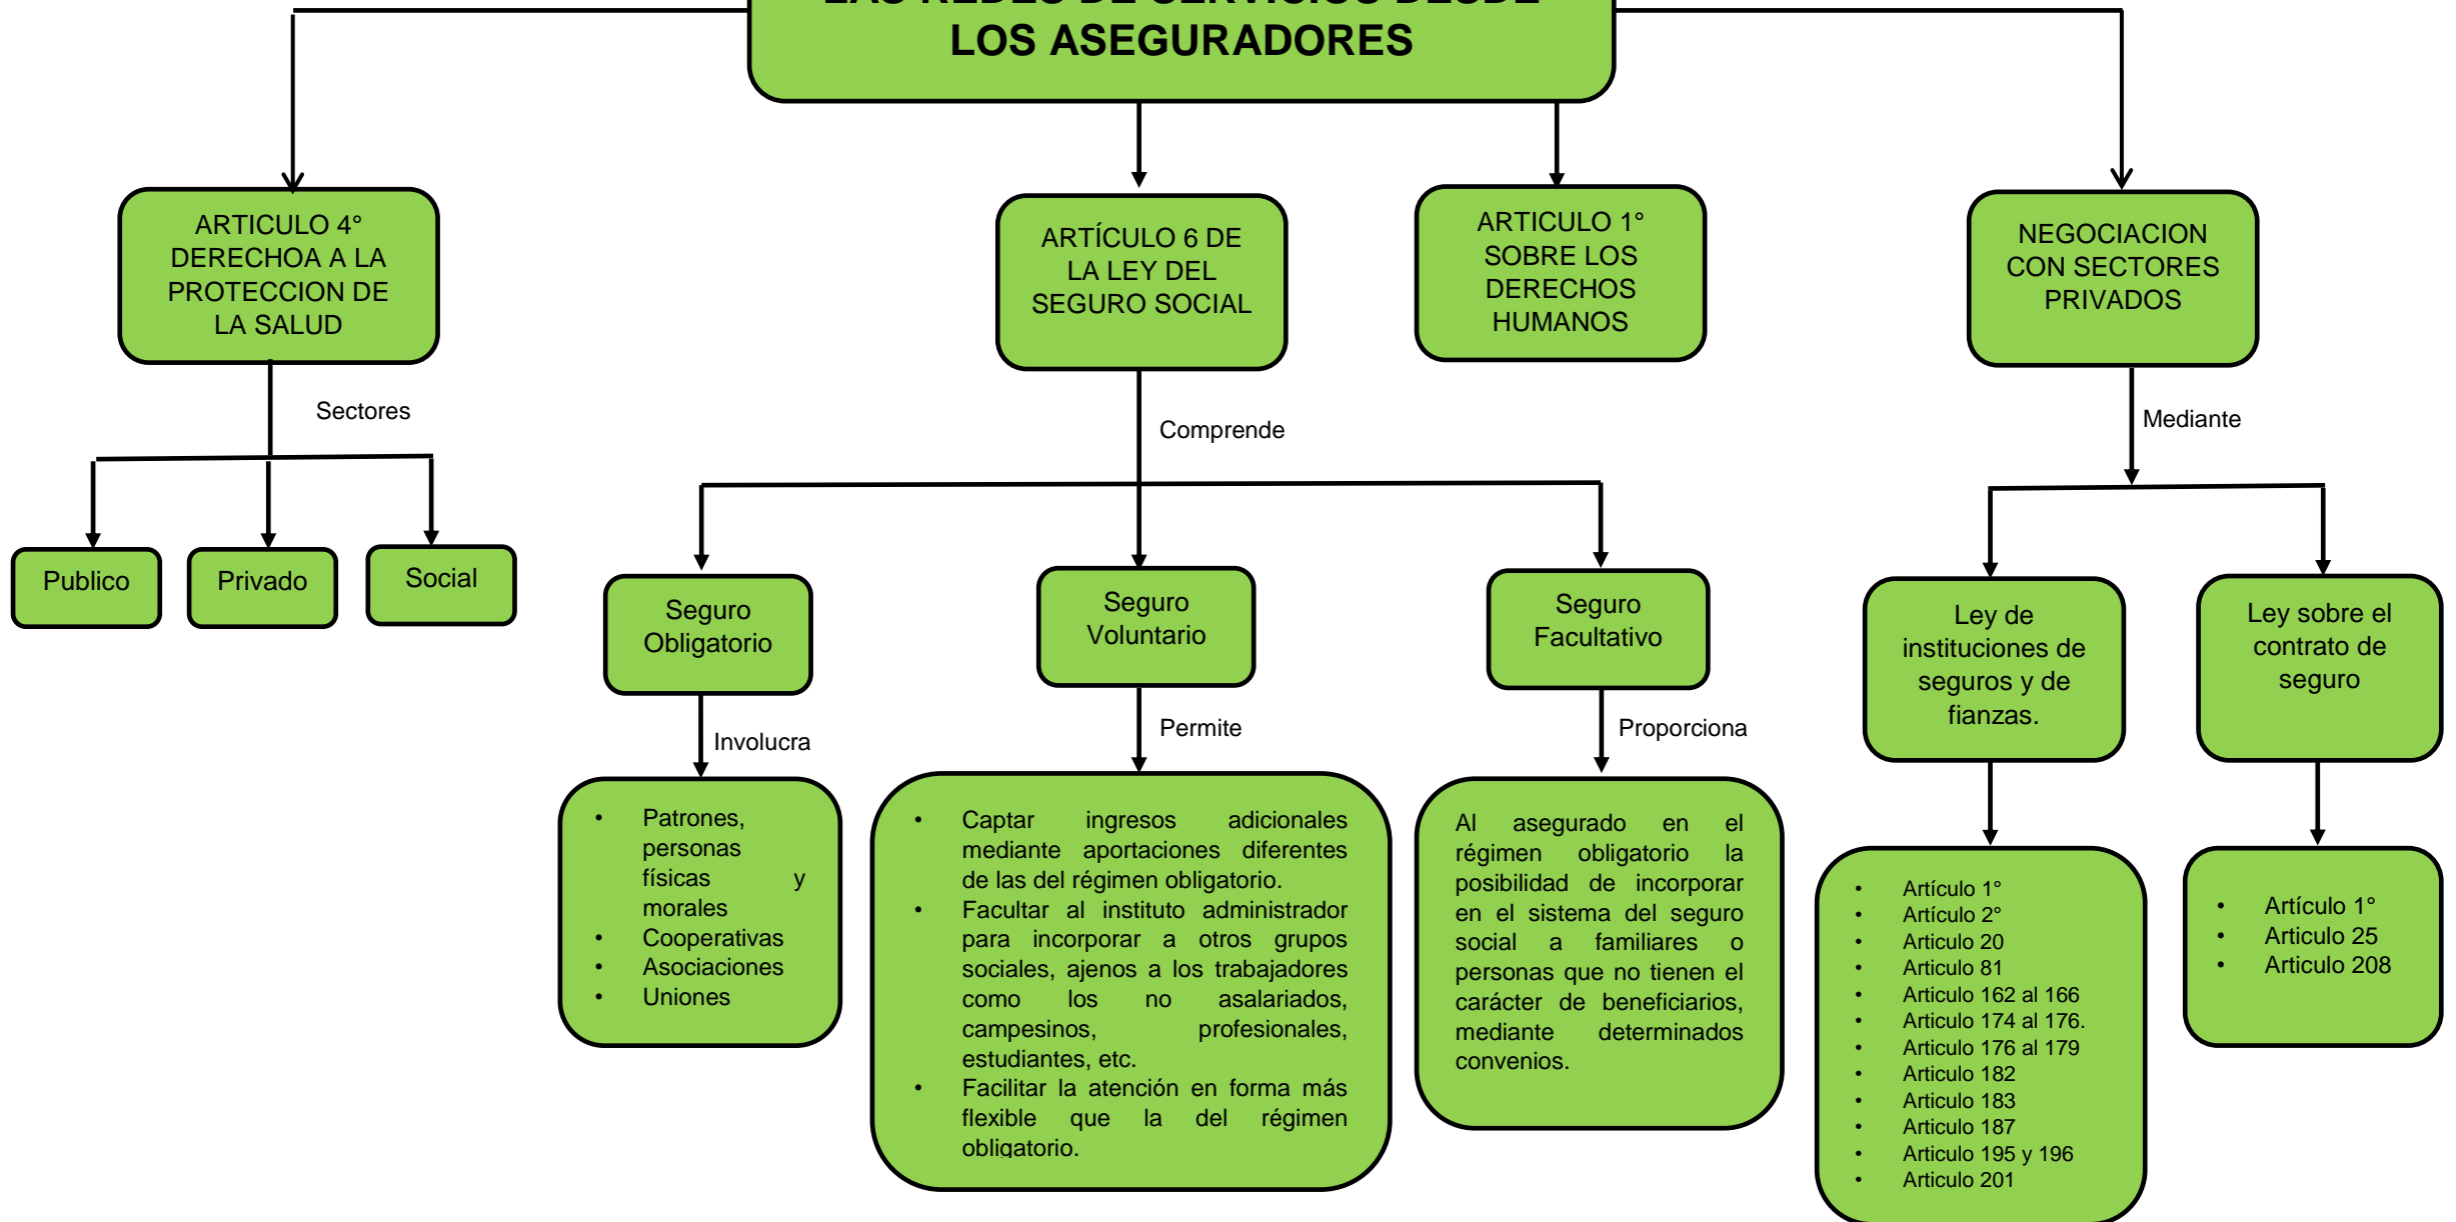 LAS REDES DE SERVICIOS DESDE
LOS ASEGURADORES
ARTICULO 4°
DERECHOA A LA
PROTECCION DE
LA SALUD
ARTÍCULO 6 DE
LA LEY DEL
SEGURO SOCIAL
ARTICULO 1°
SOBRE LOS
DERECHOS
HUMANOS
NEGOCIACION
CON SECTORES
PRIVADOS
Sectores
Comprende
Mediante
Publico
Privado
Social
Seguro
Obligatorio
Seguro
Voluntario
Seguro
Facultativo
Ley de
instituciones de
seguros y de
fianzas.
Ley sobre el
contrato de
seguro
Involucra
Permite
Proporciona
• Patrones,
personas
físicas y
morales
• Cooperativas
• Asociaciones
• Uniones
• Captar ingresos adicionales
mediante aportaciones diferentes
de las del régimen obligatorio.
• Facultar al instituto administrador
para incorporar a otros grupos
sociales, ajenos a los trabajadores
como los no asalariados,
campesinos, profesionales,
estudiantes, etc.
• Facilitar la atención en forma más
flexible que la del régimen
obligatorio.
Al asegurado en el
régimen obligatorio la
posibilidad de incorporar
en el sistema del seguro
social a familiares o
personas que no tienen el
carácter de beneficiarios,
mediante determinados
convenios.
• Artículo 1°
• Artículo 2°
• Articulo 20
• Articulo 81
• Articulo 162 al 166
• Articulo 174 al 176.
• Articulo 176 al 179
• Articulo 182
• Articulo 183
• Articulo 187
• Articulo 195 y 196
• Articulo 201
• Artículo 1°
• Articulo 25
• Articulo 208